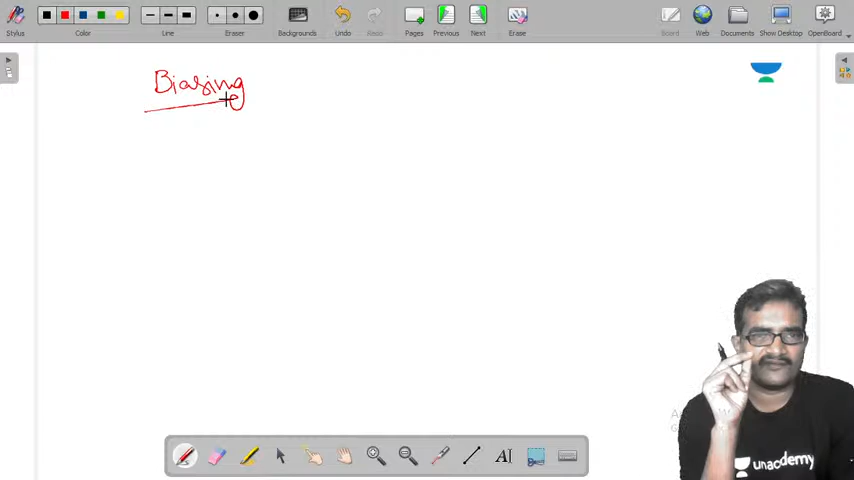 Stylus
Color
Line
Eraser
Backgrounds
Undo
Redo
Pages
Previous
Next
Erase
Board
Web
Documents
Show Desktop
OpenBoard
Biasing
unacademy